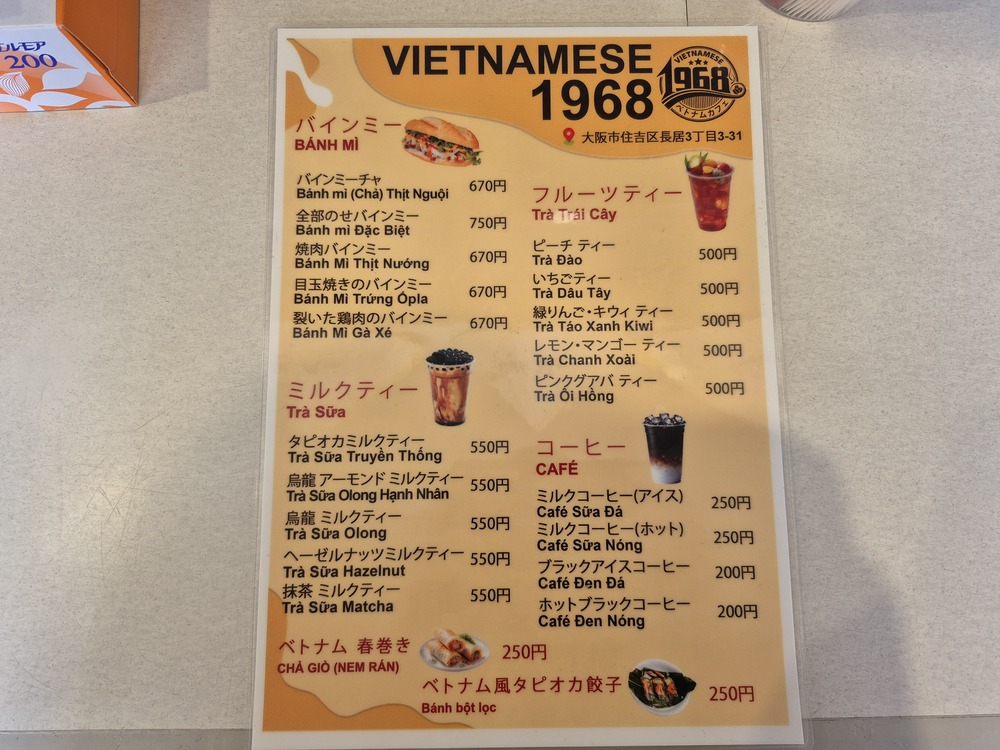 ルモア
200
VIETNAMESE
1968
VIETNAMESE
1968
ベトナムカフェ
大阪市住吉区長居3丁目3-31
バインミー
BÁNH MÌ
バインミーチャ 670円
Bánh mì (Chả) Thịt Nguội
全部のせバインミー 750円
Bánh mì Đặc Biệt
焼肉バインミー 670円
Bánh Mì Thịt Nướng
目玉焼きのバインミー 670円
Bánh Mì Trứng Ốpla
裂いた鶏肉のバインミー 670円
Bánh Mì Gà Xé
ミルクティー
Trà Sữa
タピオカミルクティー 550円
Trà Sữa Truyền Thống
烏龍 アーモンド ミルクティー 550円
Trà Sữa Olong Hạnh Nhân
烏龍 ミルクティー 550円
Trà Sữa Olong
ヘーゼルナッツミルクティー 550円
Trà Sữa Hazelnut
抹茶 ミルクティー 550円
Trà Sữa Matcha
フルーツティー
Trà Trái Cây
ピーチ ティー 500円
Trà Đào
いちごティー 500円
Trà Dâu Tây
緑りんご・キウィ ティー 500円
Trà Táo Xanh Kiwi
レモン・マンゴー ティー 500円
Trà Chanh Xoài
ピンクグアバ ティー 500円
Trà Ổi Hồng
コーヒー
CAFÉ
ミルクコーヒー(アイス) 250円
Café Sữa Đá
ミルクコーヒー(ホット) 250円
Café Sữa Nóng
ブラックアイスコーヒー 200円
Café Đen Đá
ホットブラックコーヒー 200円
Café Đen Nóng
ベトナム 春巻き 250円
CHẢ GIÒ (NEM RÁN)
ベトナム風タピオカ餃子 250円
Bánh bột lọc